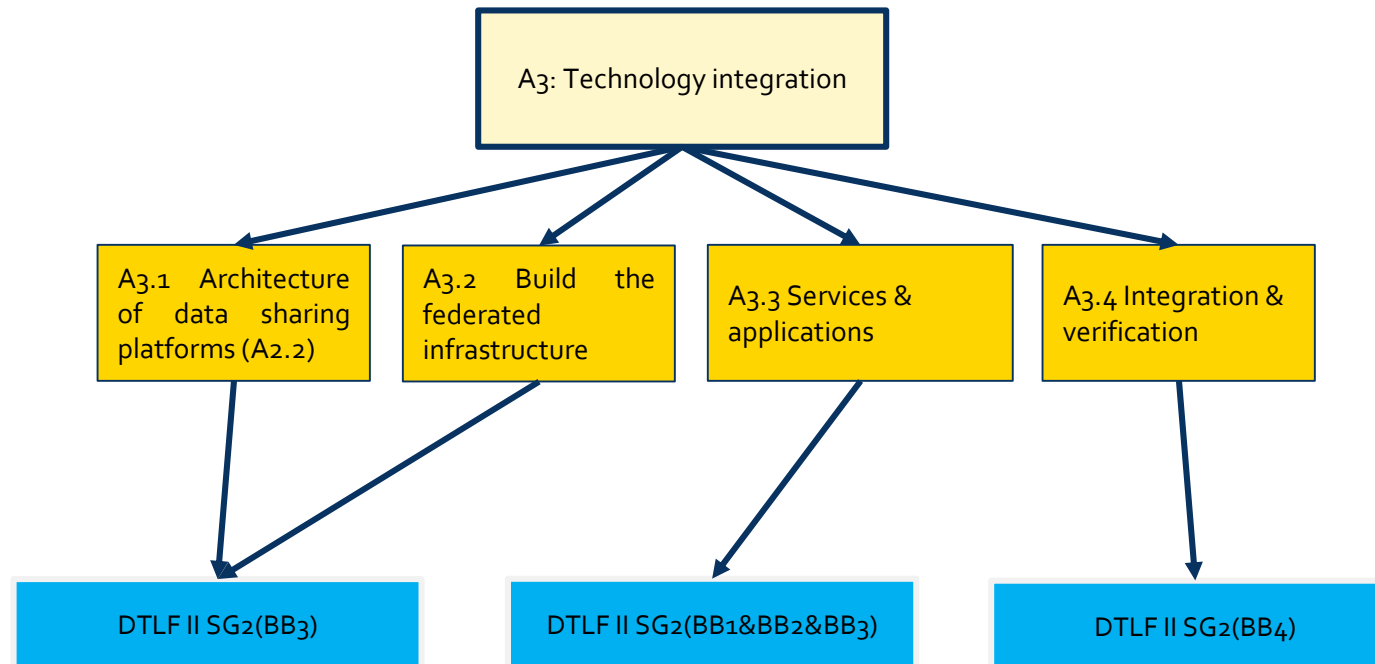 A3: Technology integration
A3.1 Architecture
of data sharing
platforms (A2.2)
A3.2 Build the
federated
infrastructure
A3.3 Services &
applications
A3.4 Integration &
verification
DTLF II SG2(BB3)
DTLF II SG2(BB1&BB2&BB3)
DTLF II SG2(BB4)